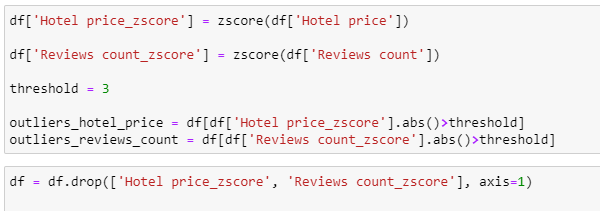 df['Hotel price_zscore'] = zscore(df['Hotel price'])
df['Reviews count_zscore'] = zscore(df['Reviews count'])
threshold = 3
outliers_hotel_price = df[df['Hotel price_zscore'].abs()>threshold]
outliers_reviews_count = df[df['Reviews count_zscore'].abs()>threshold]
df = df.drop(['Hotel price_zscore', 'Reviews count_zscore'], axis=1)